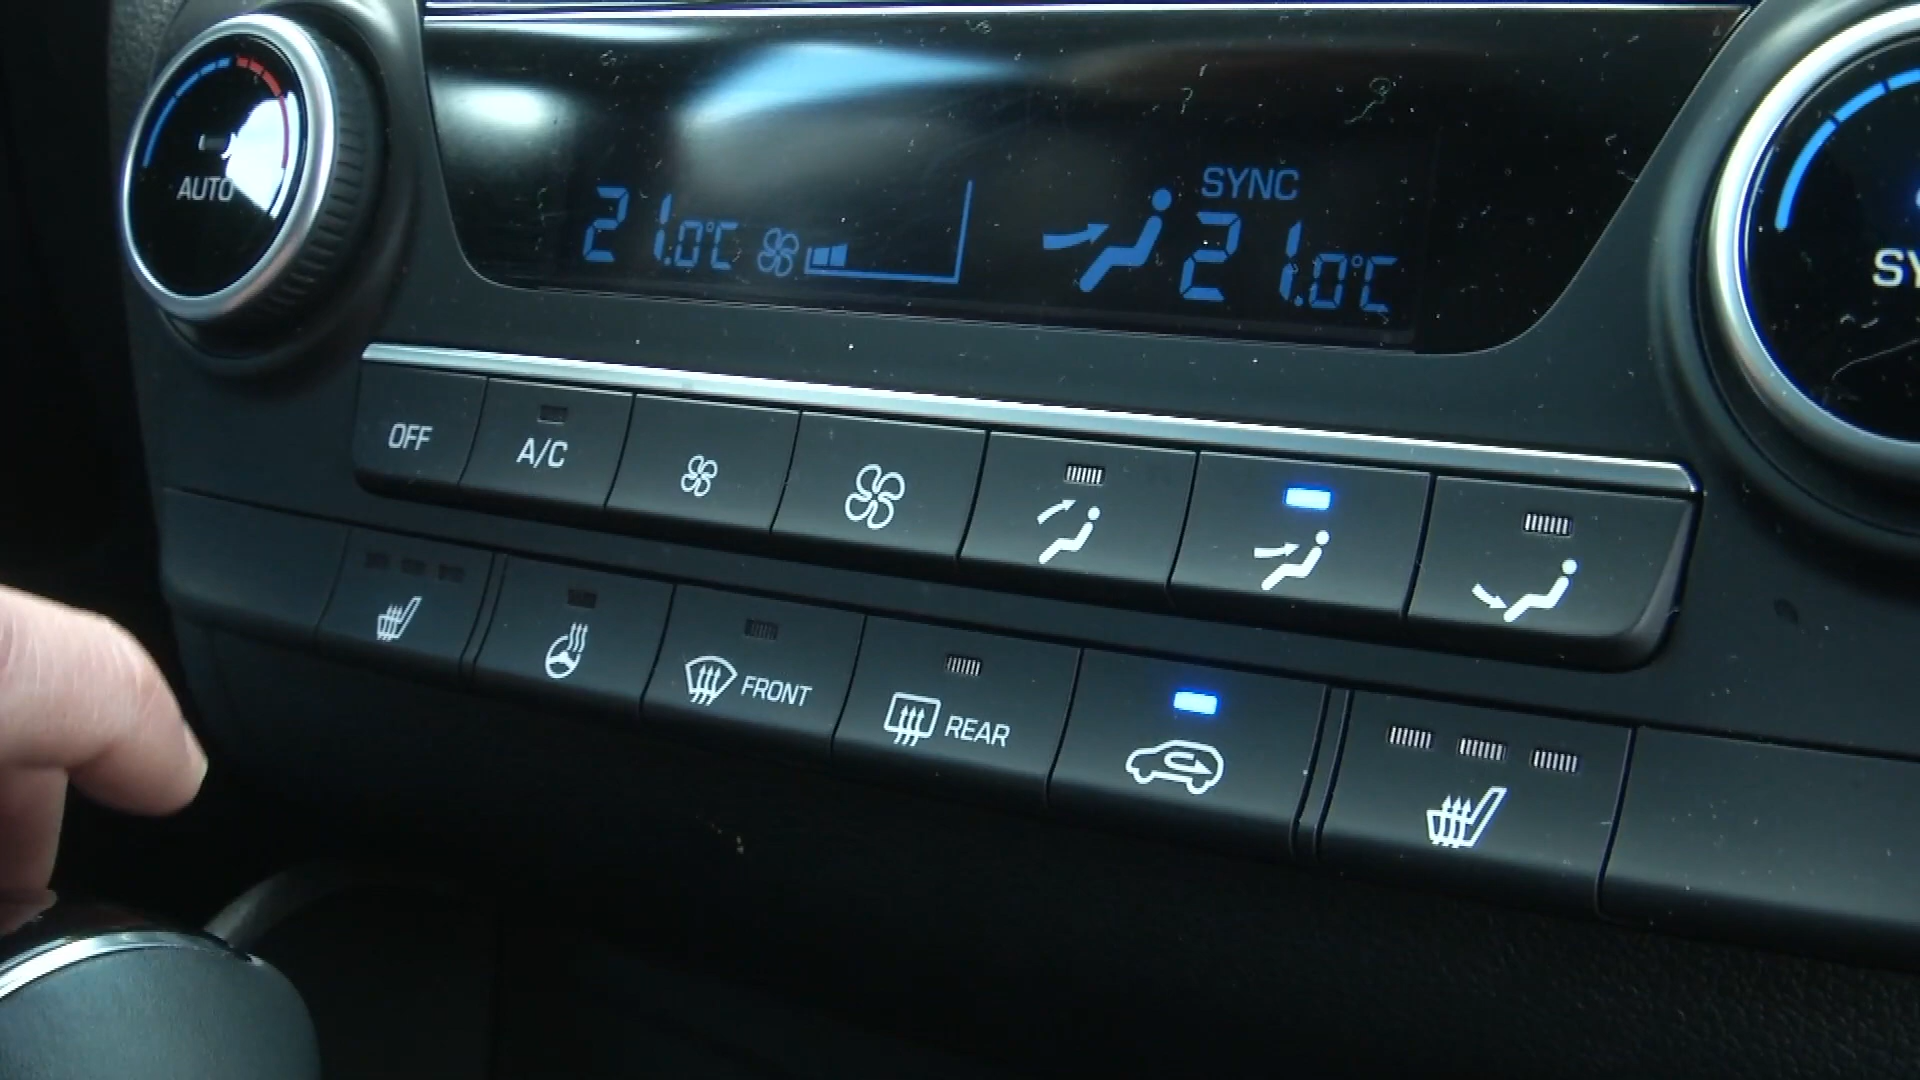 AUTO
SYNC
21.0°C
21.0°C
OFF
A/C
FRONT
REAR